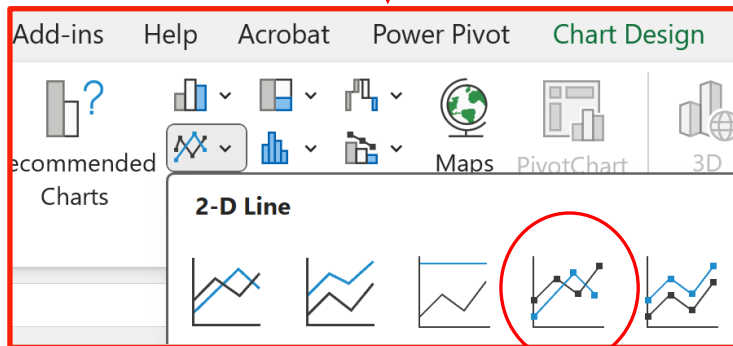 Add-ins Help Acrobat Power Pivot Chart Design
?
ecommended
Charts
Maps
PivotChart
3D
2-D Line